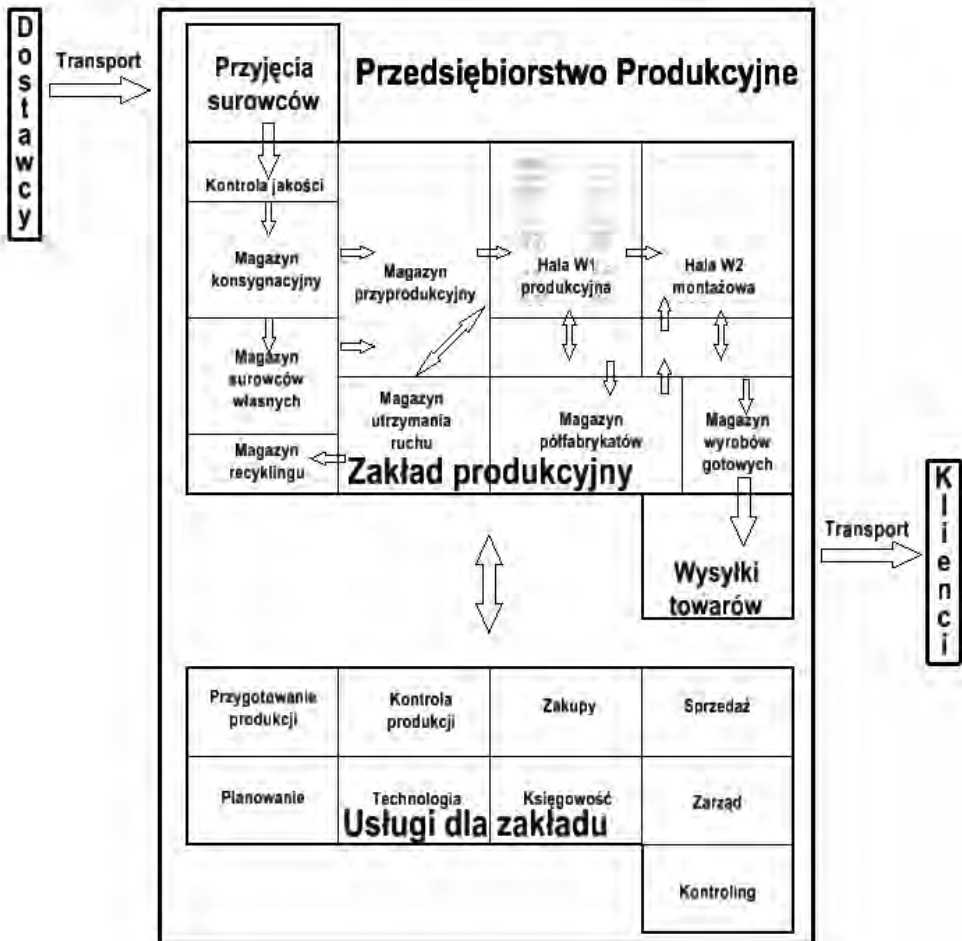 Dostawcy
Transport
Przyjęcia
surowców
Przedsiębiorstwo Produkcyjne
Kontrola jakości
Magazyn
konsygnacyjny
Magazyn
przyprodukcyjny
Hala W1
produkcyjna
Hala W2
montażowa
Magazyn
surowców
własnych
Magazyn
utrzymania
ruchu
Magazyn
półfabrykatów
Magazyn
wyrobów
gotowych
Magazyn
recyklingu
Zakład produkcyjny
Wysyłki
towarów
Transport
Klienci
Przygotowanie
produkcji
Kontrola
produkcji
Zakupy
Sprzedaż
Planowanie
Technologia
Księgowość
Zarząd
Usługi dla zakładu
Kontroling